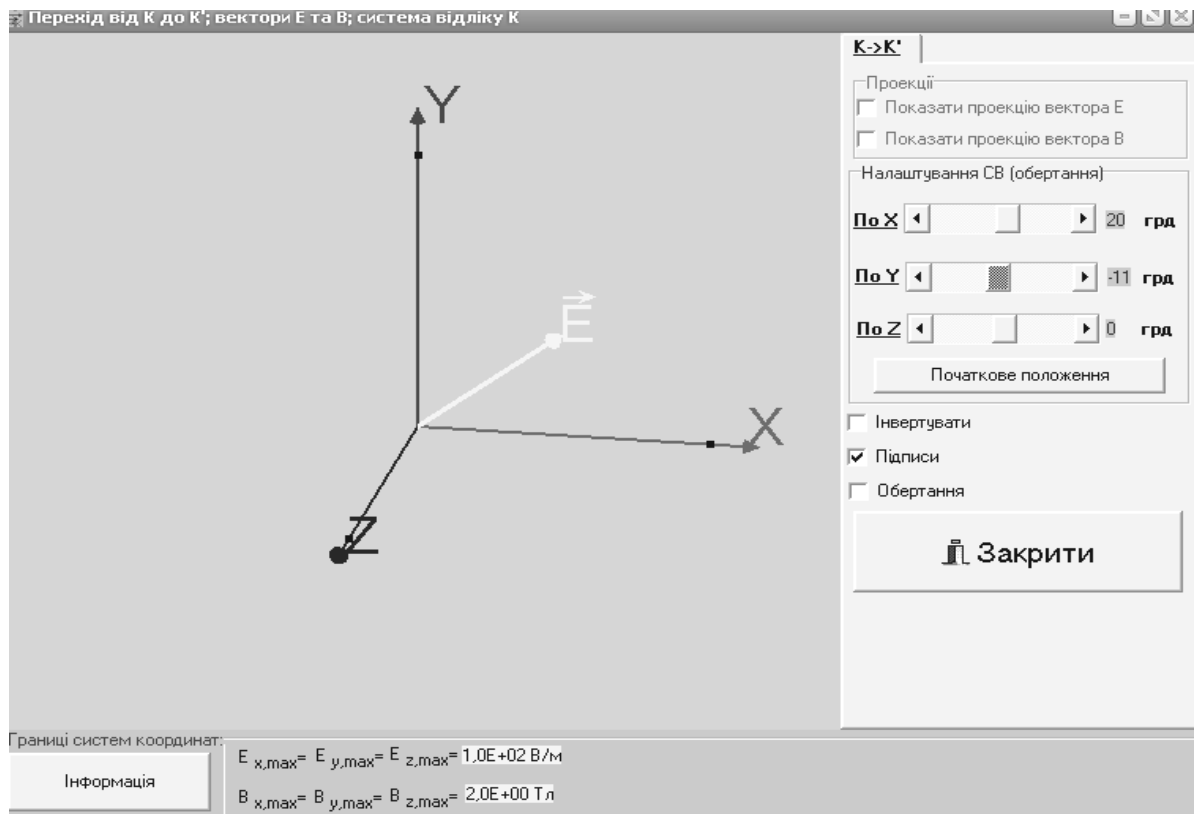 Перехід від К до К'; вектори Е та В; система відліку К
К->К'
Проекції
Показати проекцію вектора Е
Показати проекцію вектора В
Налаштування СВ (обертання)
По X 20 грд
По Y -11 грд
По Z 0 грд
Початкове положення
Інвертувати
Підписи
Обертання
Закрити
Y
E
X
Z
Границі систем координат:
Інформація
E x,max= E y,max= E z,max= 1,0E+02 В/м
B x,max= B y,max= B z,max= 2,0E+00 Тл